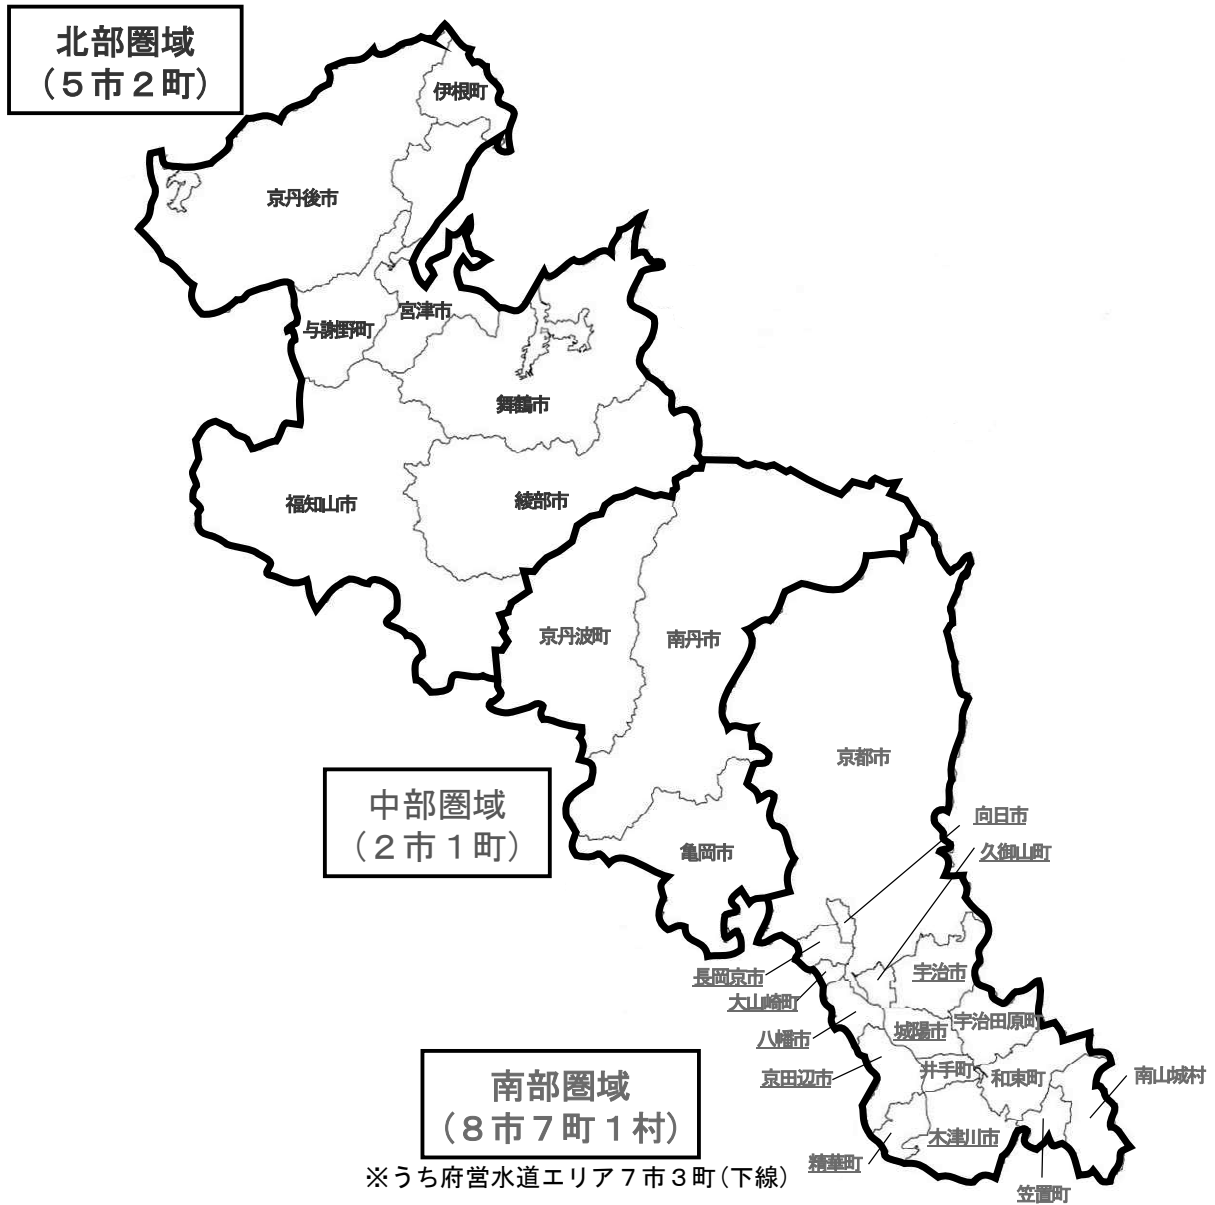 北部圏域
（５市２町）
伊根町
京丹後市
宮津市
与謝野町
舞鶴市
福知山市
綾部市
京丹波町
南丹市
京都市
中部圏域
（２市１町）
亀岡市
向日市
久御山町
長岡京市
宇治市
大山崎町
宇治田原町
城陽市
八幡市
京田辺市
井手町
和束町
南山城村
南部圏域
（８市７町１村）
木津川市
精華町
笠置町
※うち府営水道エリア７市３町（下線）